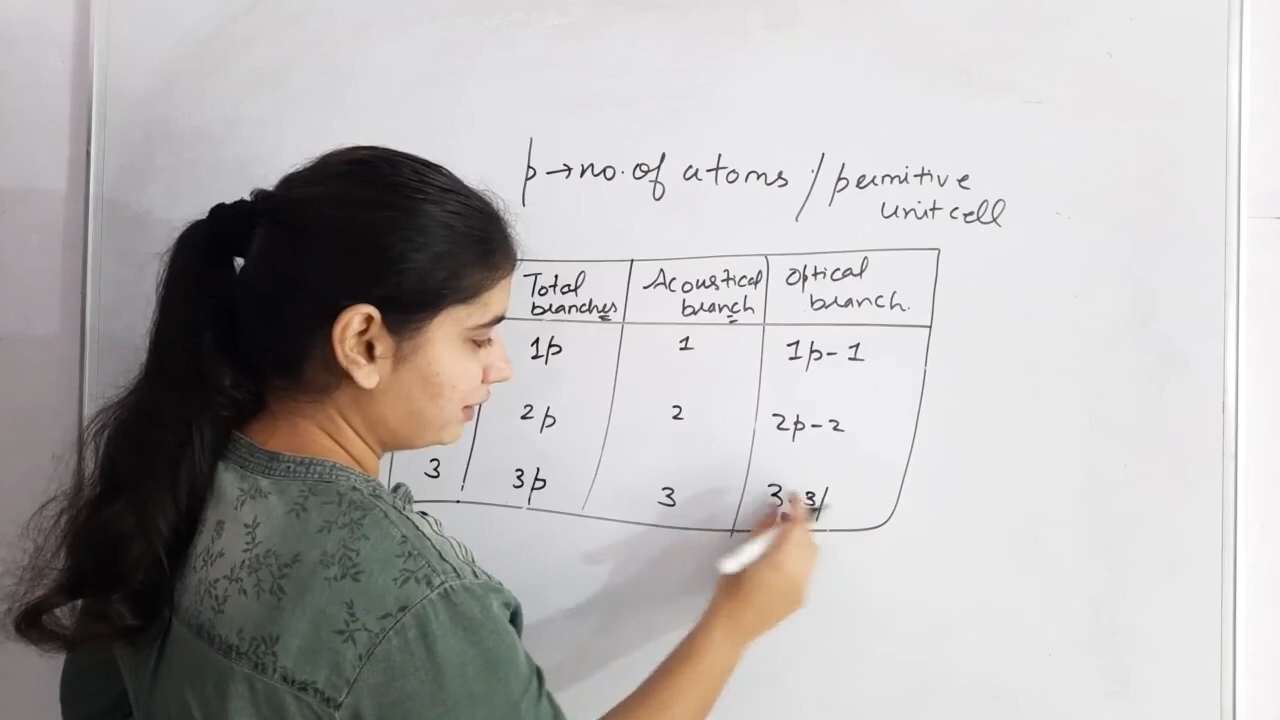 p → no. of atoms / permitive
unit cell
Total branches Acoustical branch Optical branch.
1p 1 1p - 1
2p 2 2p - 2
3 3p 3 3